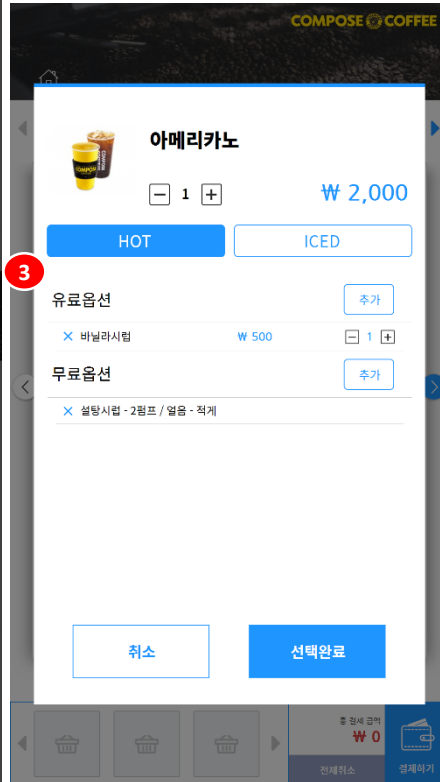 COMPOSE COFFEE
아메리카노
1
₩ 2,000
HOT
ICED
3
유료옵션
추가
바닐라시럽
₩ 500
1
무료옵션
추가
설탕시럽 - 2펌프 / 얼음 - 적게
취소
선택완료
₩ 0
전체취소
결제하기